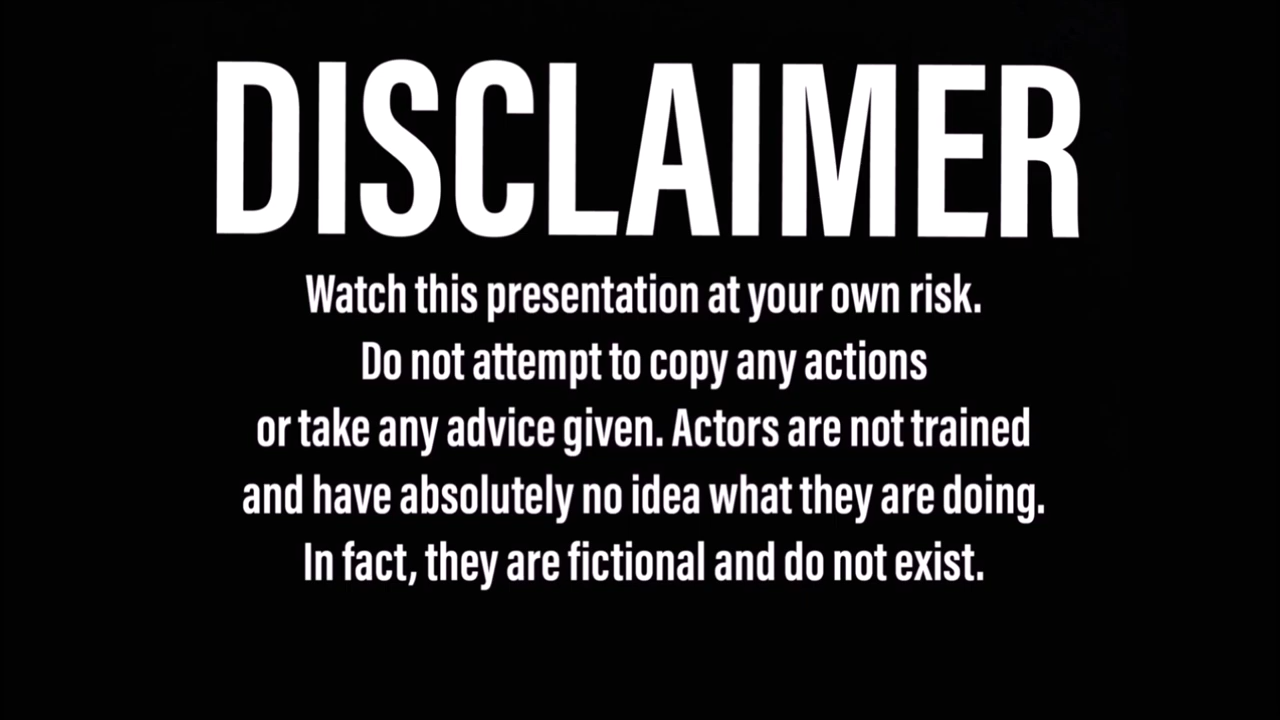 DISCLAIMER
Watch this presentation at your own risk.
Do not attempt to copy any actions
or take any advice given. Actors are not trained
and have absolutely no idea what they are doing.
In fact, they are fictional and do not exist.